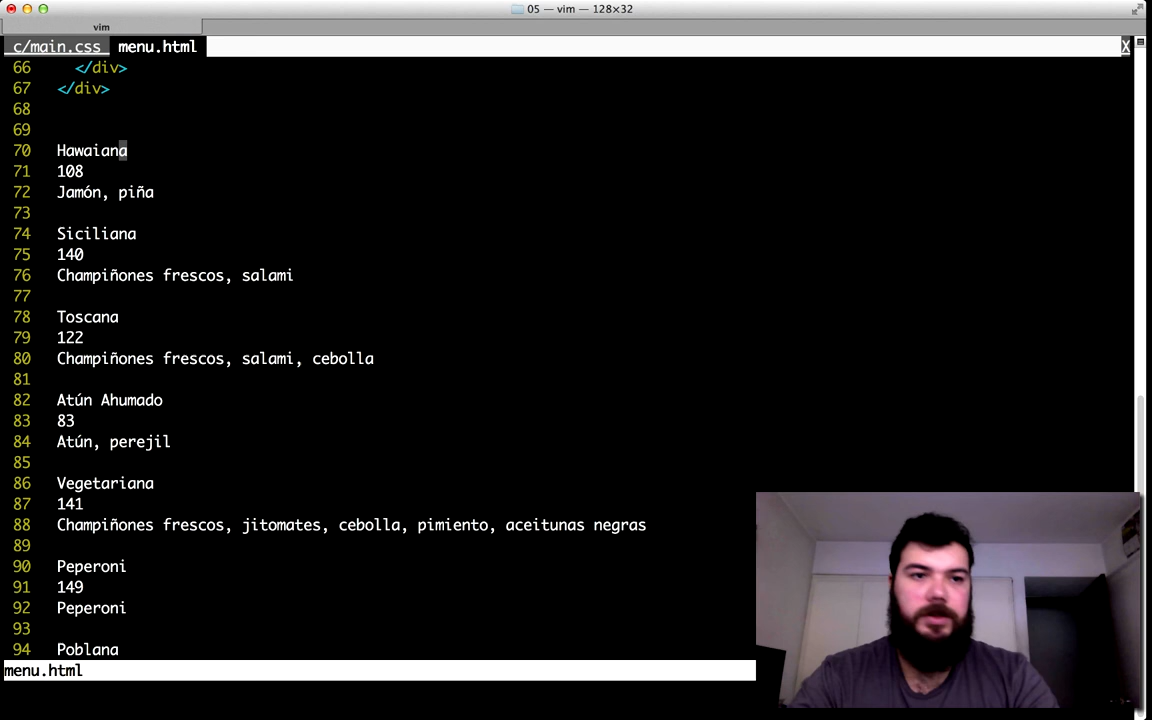 05 — vim — 128×32
vim
c/main.css menu.html X
66 </div>
67 </div>
68
69
70 Hawaiana
71 108
72 Jamón, piña
73
74 Siciliana
75 140
76 Champiñones frescos, salami
77
78 Toscana
79 122
80 Champiñones frescos, salami, cebolla
81
82 Atún Ahumado
83 83
84 Atún, perejil
85
86 Vegetariana
87 141
88 Champiñones frescos, jitomates, cebolla, pimiento, aceitunas negras
89
90 Peperoni
91 149
92 Peperoni
93
94 Poblana
menu.html